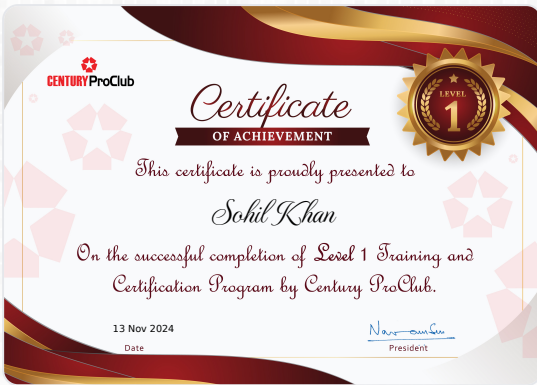 CENTURY ProClub
Certificate
OF ACHIEVEMENT
LEVEL
1
This certificate is proudly presented to
Sohil Khan
On the successful completion of Level 1 Training and
Certification Program by Century ProClub.
13 Nov 2024
Date
President